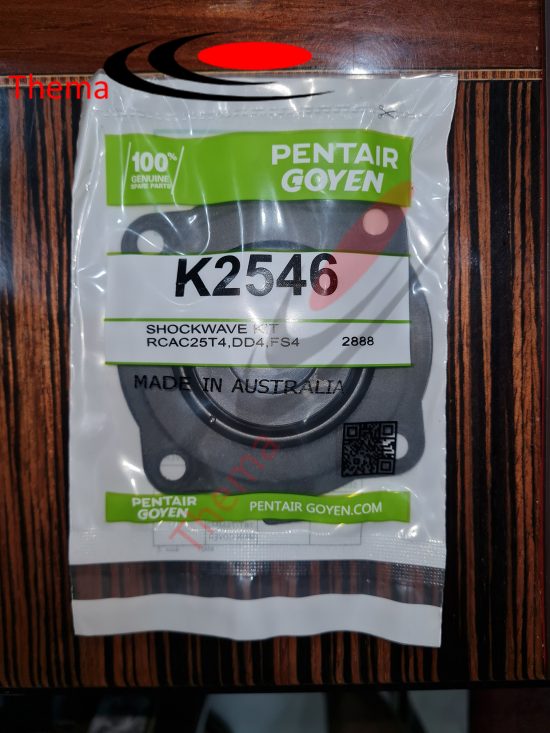 Thema
100%
GENUINE
SPARE PARTS
PENTAIR
GOYEN
K2546
SHOCKWAVE KIT
RCAC25T4,DD4,FS4 2888
MADE IN AUSTRALIA
Thema
PENTAIR
GOYEN
PENTAIR GOYEN.COM